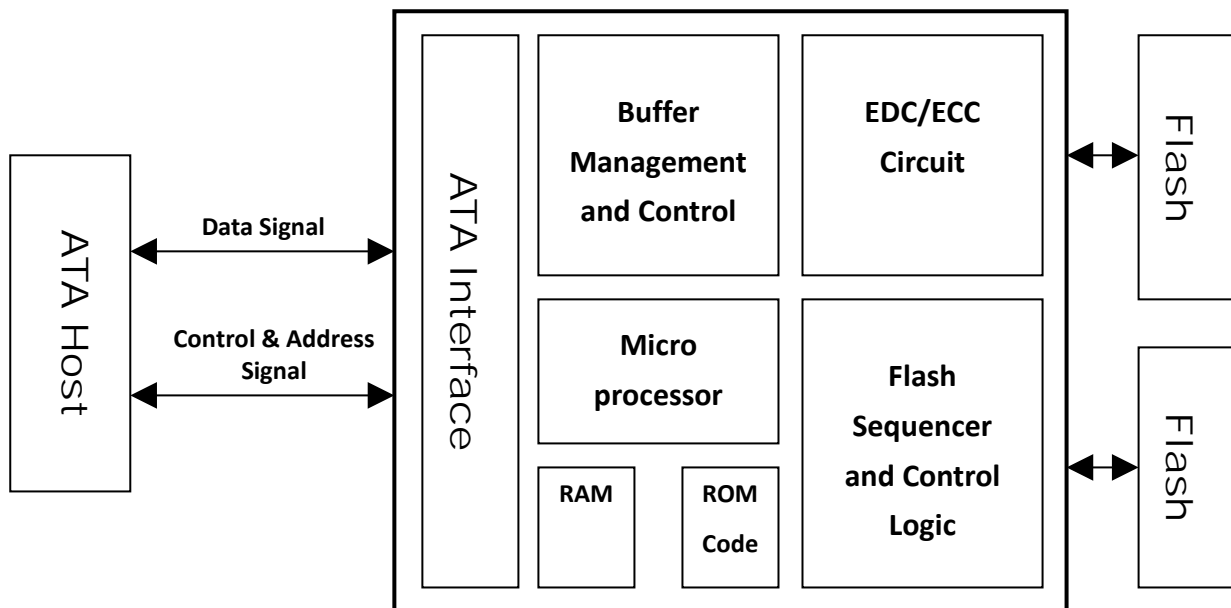 ATA Host
Data Signal
Control & Address
Signal
ATA Interface
Buffer
Management
and Control
EDC/ECC
Circuit
Micro
processor
Flash
Sequencer
and Control
Logic
RAM
ROM
Code
Flash
Flash